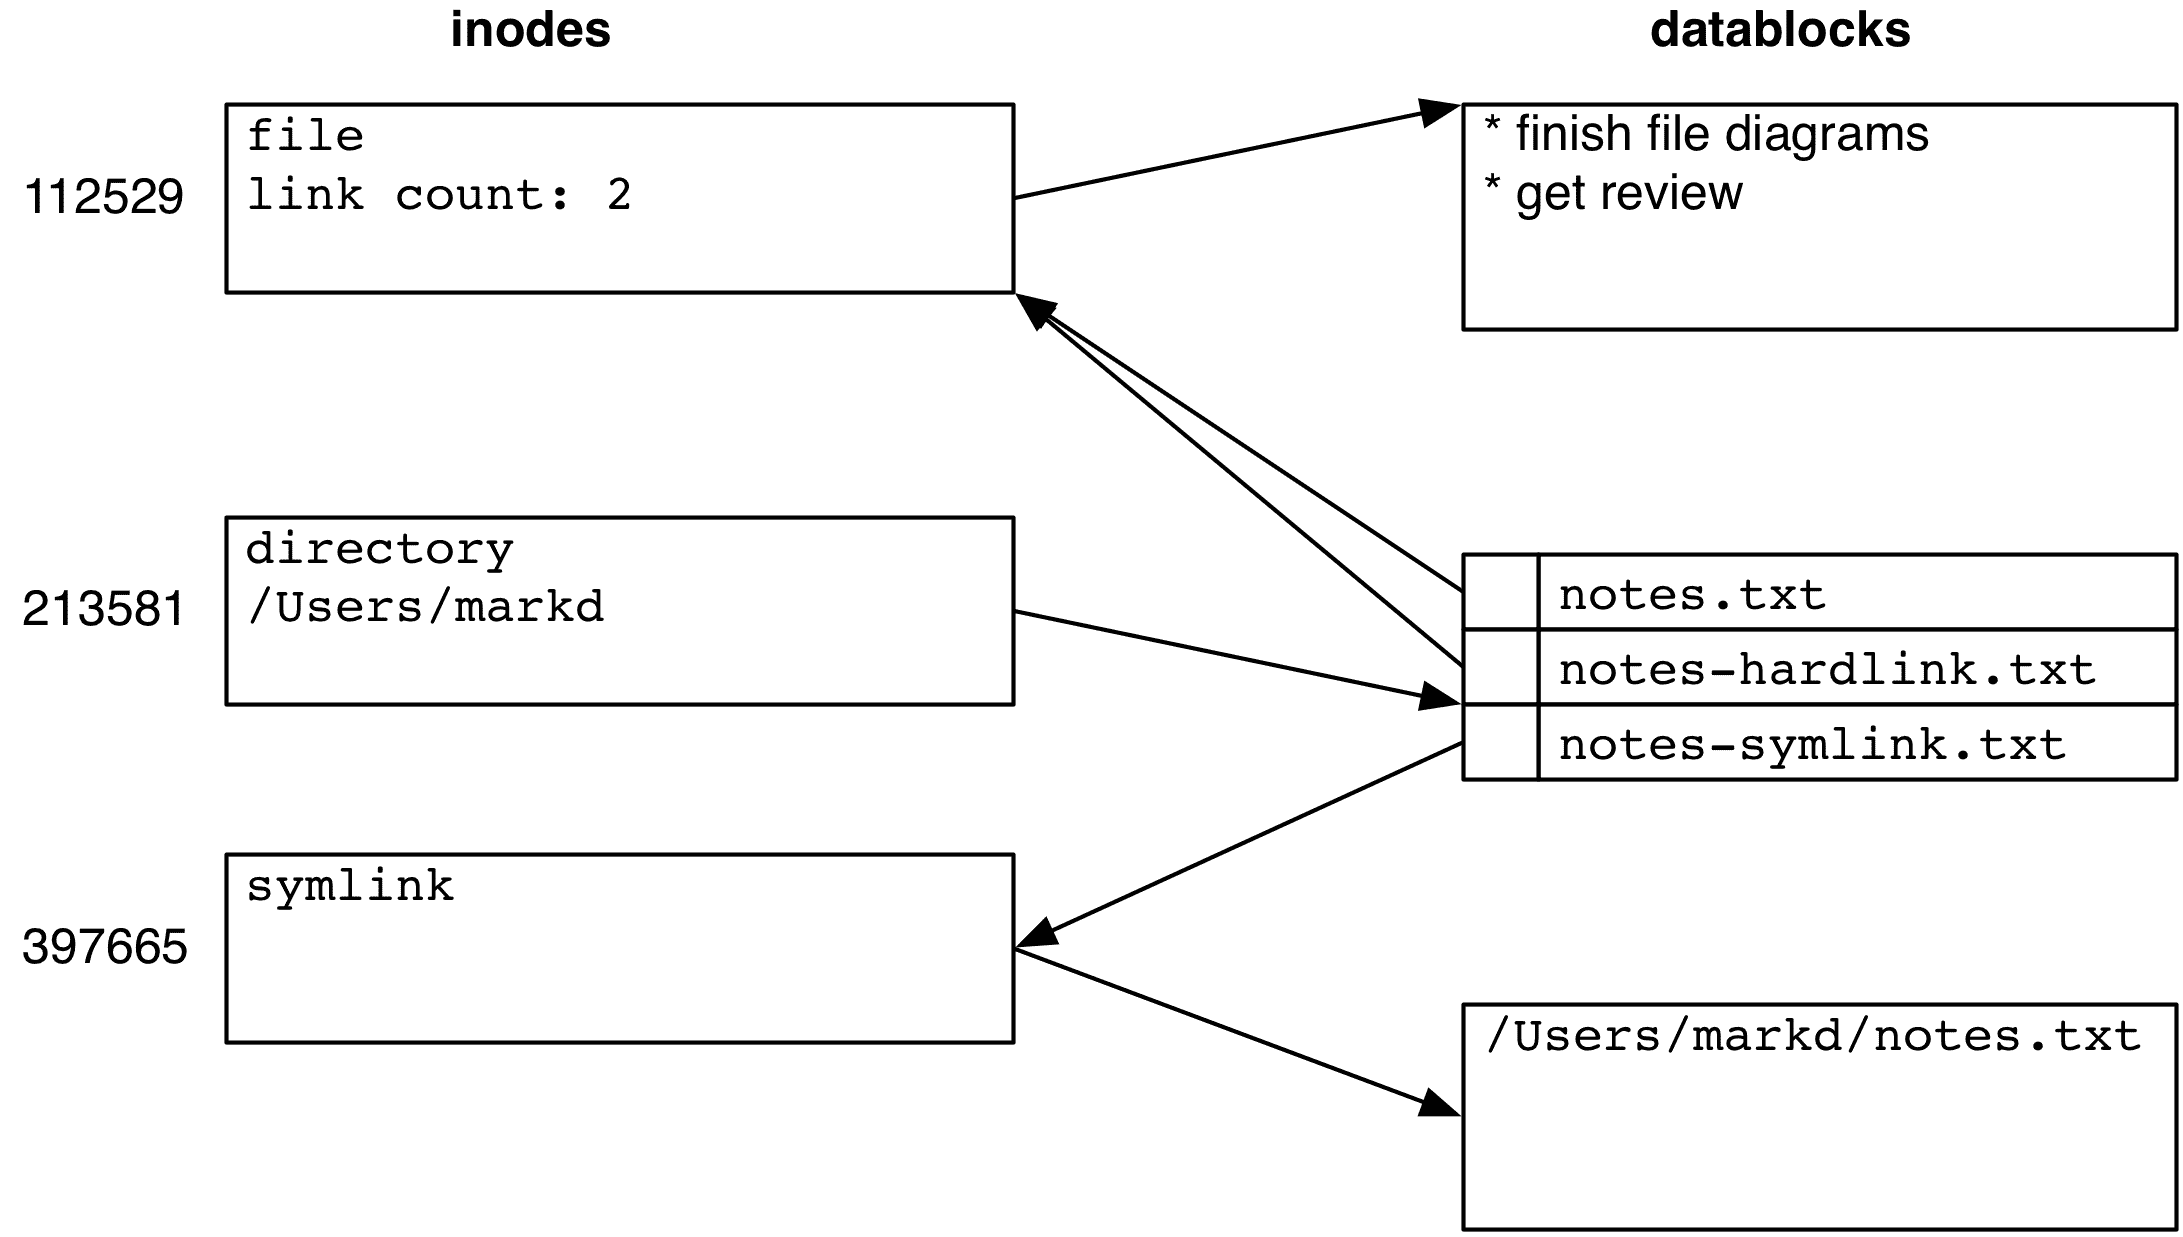 inodes
datablocks
112529
file
link count: 2
* finish file diagrams
* get review
213581
directory
/Users/markd
notes.txt
notes-hardlink.txt
notes-symlink.txt
397665
symlink
/Users/markd/notes.txt